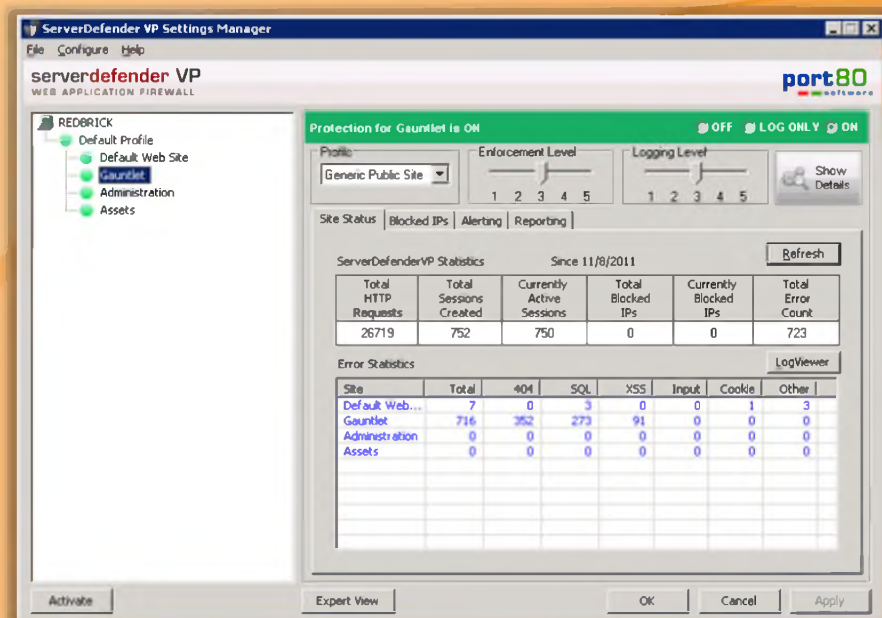 ServerDefender VP Settings Manager
File Configure Help
serverdefender VP
WEB APPLICATION FIREWALL
port80
software
REDBRICK
Default Profile
Default Web Site
Gauntlet
Administration
Assets
Protection for Gauntlet is ON
OFF LOG ONLY ON
Profile
Generic Public Site
Enforcement Level
1 2 3 4 5
Logging Level
1 2 3 4 5
Show Details
Site Status Blocked IPs Alerting Reporting
ServerDefenderVP Statistics Since 11/8/2011
Refresh
Total HTTP Requests Total Sessions Created Currently Active Sessions Total Blocked IPs Currently Blocked IPs Total Error Count
26719 752 750 0 0 723
Error Statistics
LogViewer
Site Total 404 SQL XSS Input Cookie Other
Default Web... 7 0 3 0 0 1 3
Gauntlet 716 352 273 91 0 0 0
Administration 0 0 0 0 0 0 0
Assets 0 0 0 0 0 0 0
Activate Expert View OK Cancel Apply